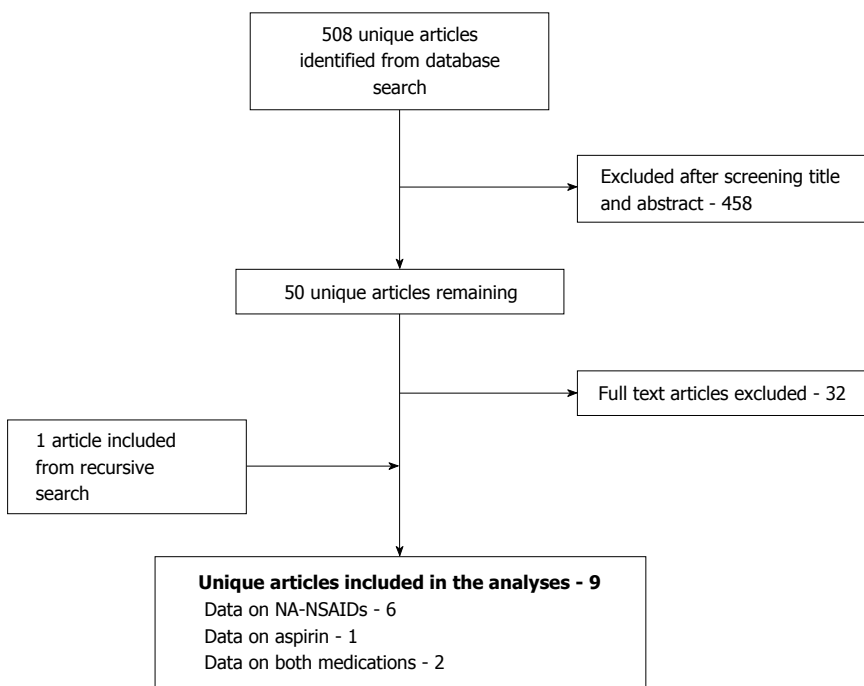 508 unique articles
identified from database
search
Excluded after screening title
and abstract - 458
50 unique articles remaining
Full text articles excluded - 32
1 article included
from recursive
search
Unique articles included in the analyses - 9
Data on NA-NSAIDs - 6
Data on aspirin - 1
Data on both medications - 2